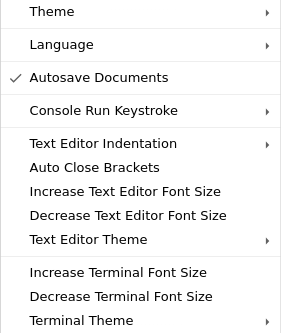 Theme
Language
Autosave Documents
Console Run Keystroke
Text Editor Indentation
Auto Close Brackets
Increase Text Editor Font Size
Decrease Text Editor Font Size
Text Editor Theme
Increase Terminal Font Size
Decrease Terminal Font Size
Terminal Theme